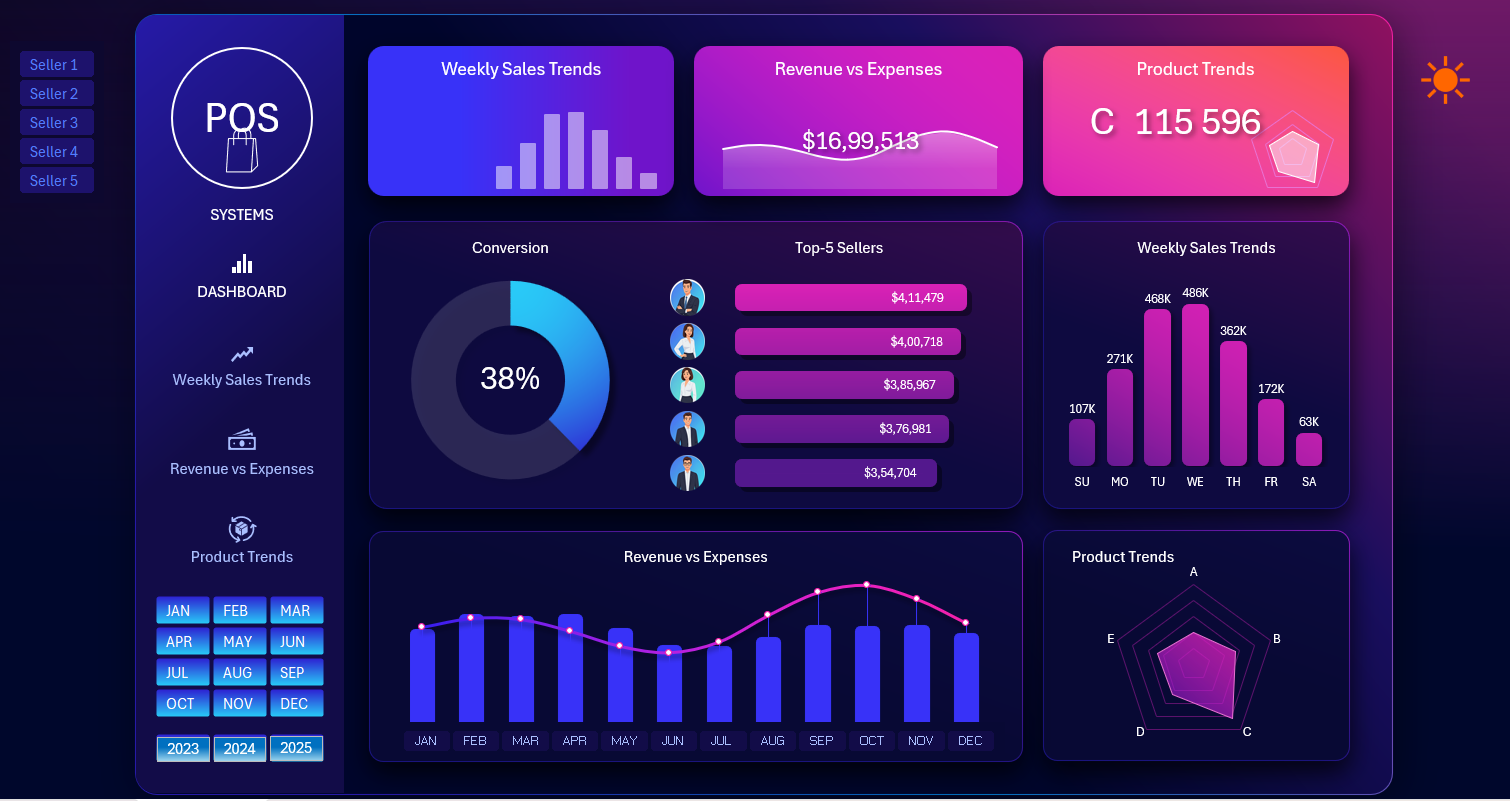 Seller 1
Seller 2
Seller 3
Seller 4
Seller 5
POS
SYSTEMS
DASHBOARD
Weekly Sales Trends
Revenue vs Expenses
Product Trends
JAN FEB MAR
APR MAY JUN
JUL AUG SEP
OCT NOV DEC
2023 2024 2025
Weekly Sales Trends
Revenue vs Expenses
$16,99,513
Product Trends
C 115 596
Conversion
38%
Top-5 Sellers
$4,11,479
$4,00,718
$3,85,967
$3,76,981
$3,54,704
Weekly Sales Trends
107K 271K 468K 486K 362K 172K 63K
SU MO TU WE TH FR SA
Revenue vs Expenses
JAN FEB MAR APR MAY JUN JUL AUG SEP OCT NOV DEC
Product Trends
A
E B
D C